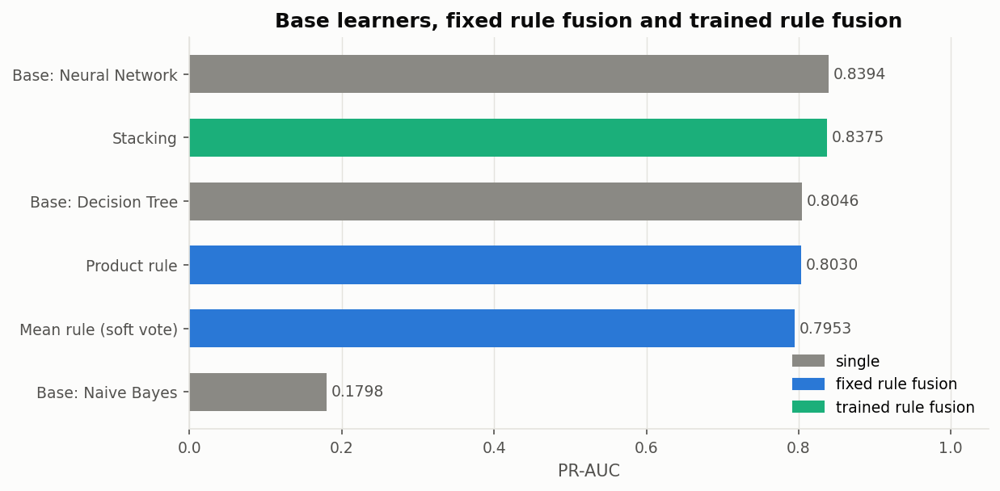 Base learners, fixed rule fusion and trained rule fusion
Base: Neural Network
0.8394
Stacking
0.8375
Base: Decision Tree
0.8046
Product rule
0.8030
Mean rule (soft vote)
0.7953
Base: Naive Bayes
0.1798
single
fixed rule fusion
trained rule fusion
0.0 0.2 0.4 0.6 0.8 1.0
PR-AUC